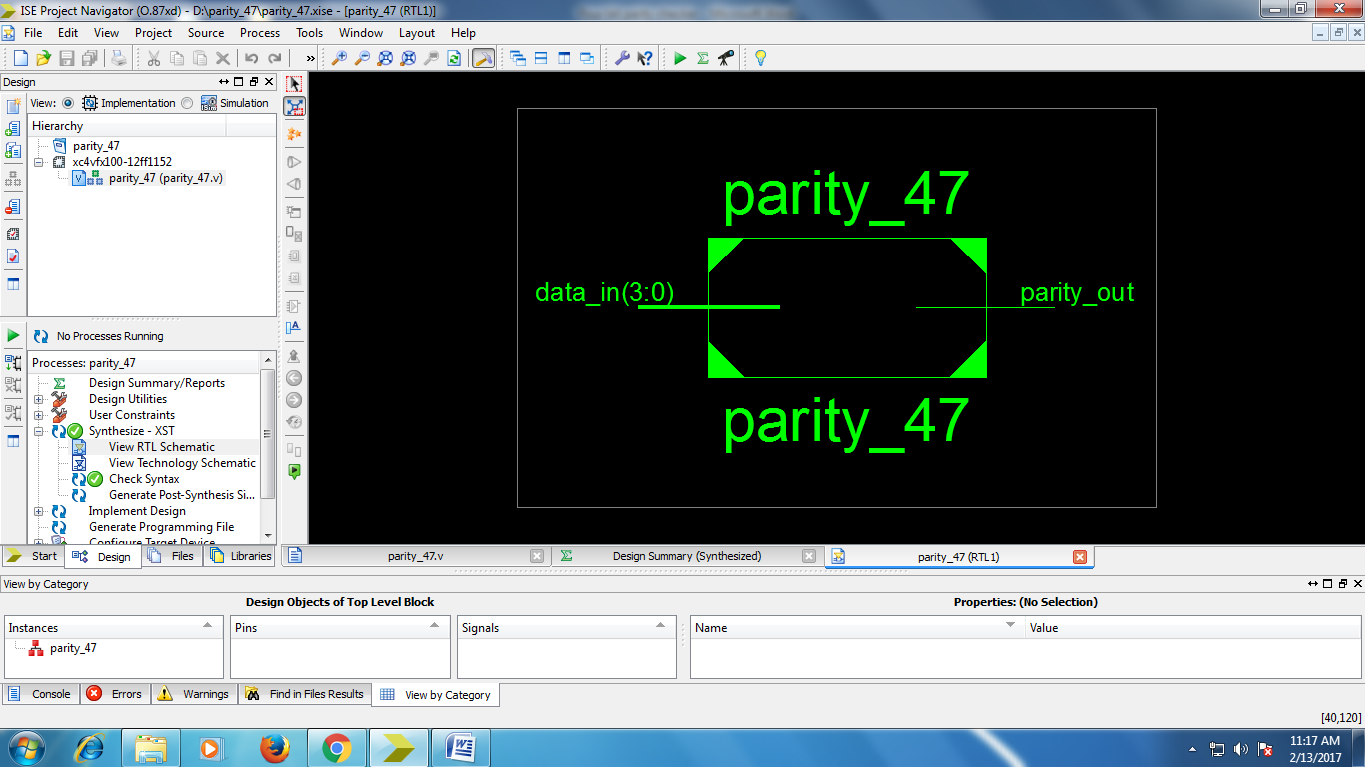 ISE Project Navigator (O.87xd) - D:\parity_47\parity_47.xise - [parity_47 (RTL1)]
File Edit View Project Source Process Tools Window Layout Help
Design
View: Implementation Simulation
Hierarchy
parity_47
xc4vfx100-12ff1152
parity_47 (parity_47.v)
No Processes Running
Processes: parity_47
Design Summary/Reports
Design Utilities
User Constraints
Synthesize - XST
View RTL Schematic
View Technology Schematic
Check Syntax
Generate Post-Synthesis Si...
Implement Design
Generate Programming File
Configure Target Device
Start Design Files Libraries
parity_47
data_in(3:0)
parity_out
parity_47
parity_47.v
Design Summary (Synthesized)
parity_47 (RTL1)
View by Category
Design Objects of Top Level Block
Properties: (No Selection)
Instances
Pins
Signals
Name
Value
parity_47
Console Errors Warnings Find in Files Results View by Category
[40,120]
11:17 AM
2/13/2017